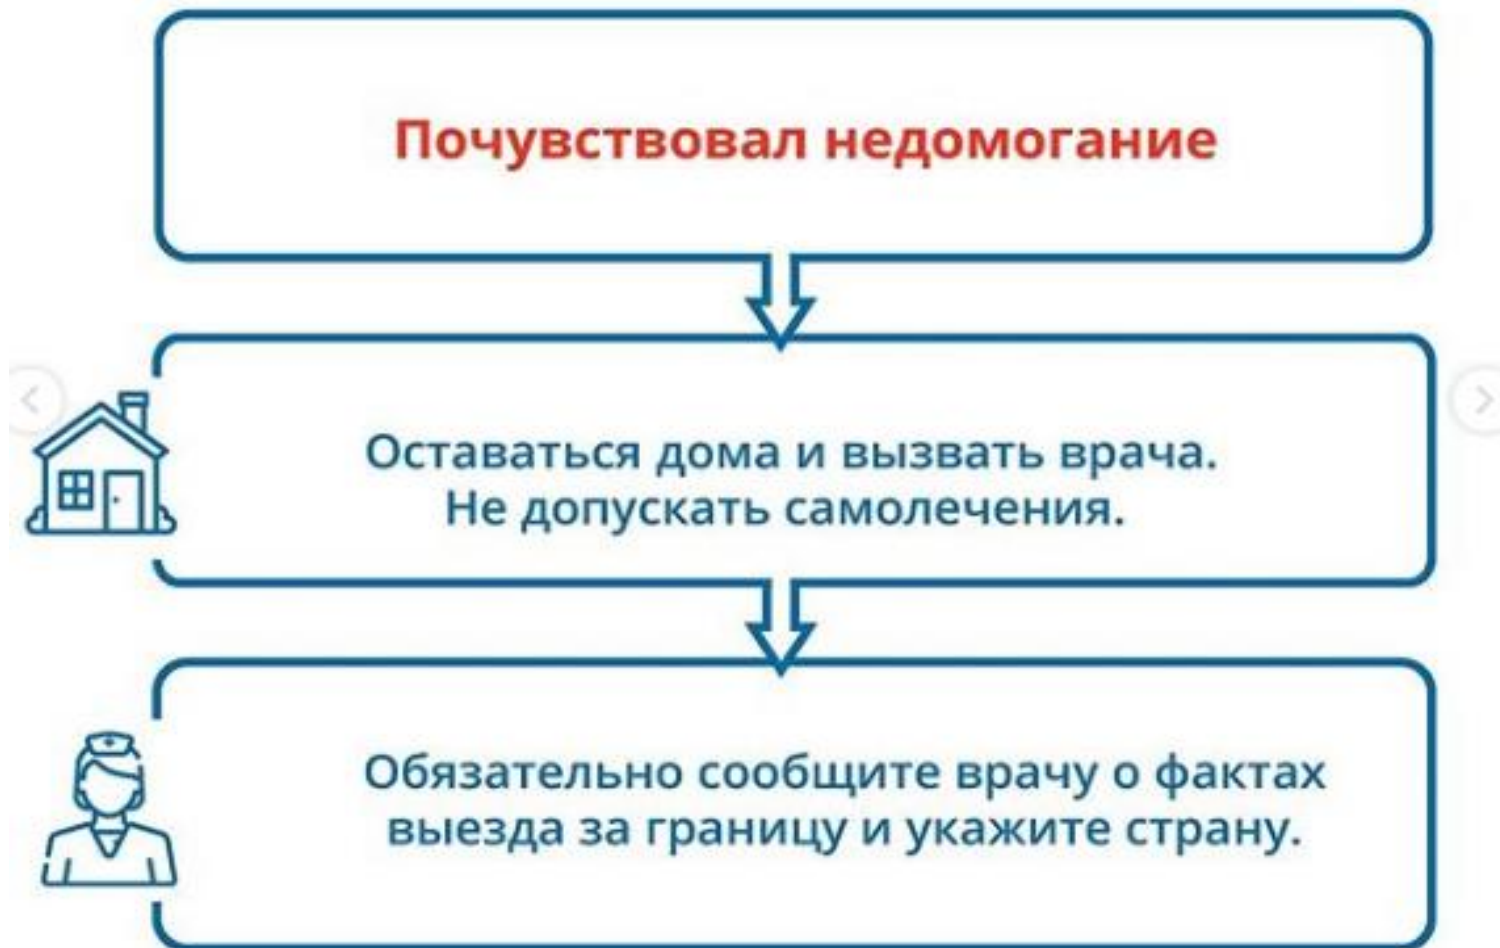 Почувствовал недомогание
Оставаться дома и вызвать врача.
Не допускать самолечения.
Обязательно сообщите врачу о фактах
выезда за границу и укажите страну.